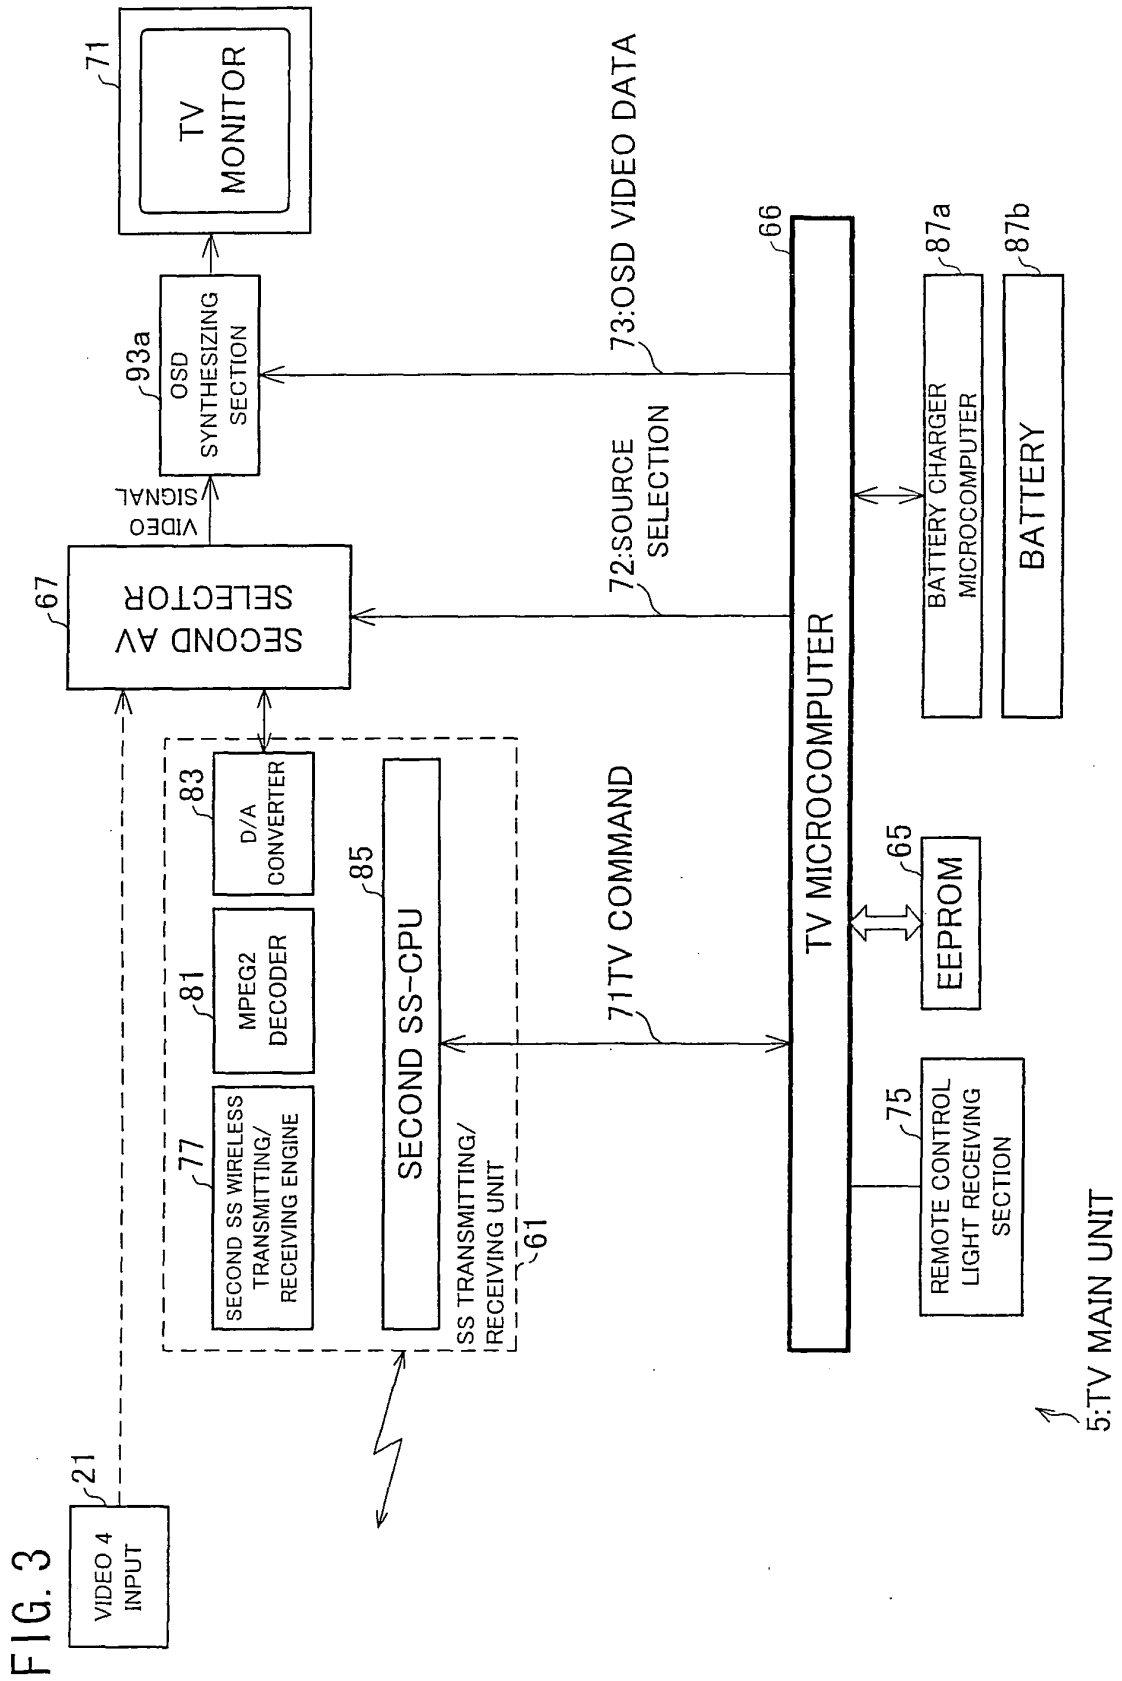 FIG. 3
VIDEO 4
INPUT
21
SECOND SS WIRELESS
TRANSMITTING/
RECEIVING ENGINE
77
MPEG2
DECODER
81
D/A
CONVERTER
83
SECOND SS-CPU
85
SS TRANSMITTING/
RECEIVING UNIT
61
SECOND AV
SELECTOR
67
VIDEO
SIGNAL
OSD
SYNTHESIZING
SECTION
93a
TV
MONITOR
71
71TV COMMAND
72:SOURCE
SELECTION
73:OSD VIDEO DATA
TV MICROCOMPUTER
66
REMOTE CONTROL
LIGHT RECEIVING
SECTION
75
EEPROM
65
BATTERY CHARGER
MICROCOMPUTER
87a
BATTERY
87b
5:TV MAIN UNIT